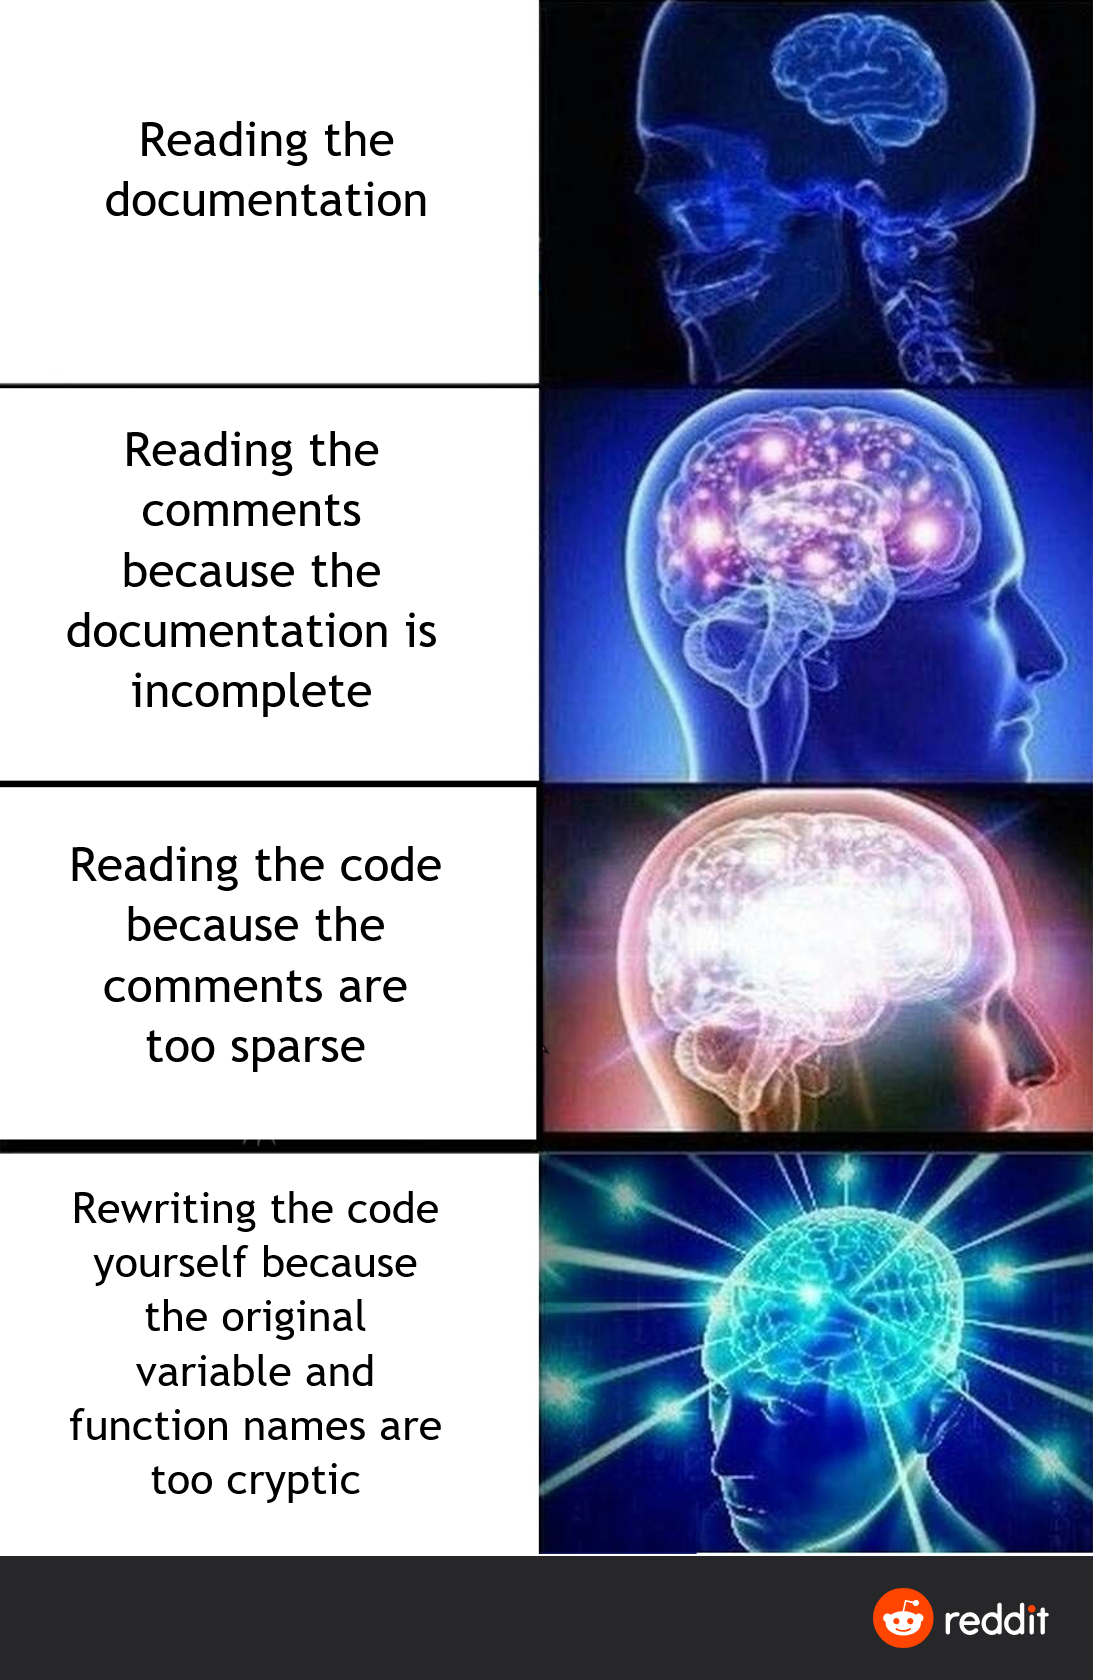 Reading the
documentation
Reading the
comments
because the
documentation is
incomplete
Reading the code
because the
comments are
too sparse
Rewriting the code
yourself because
the original
variable and
function names are
too cryptic
reddit